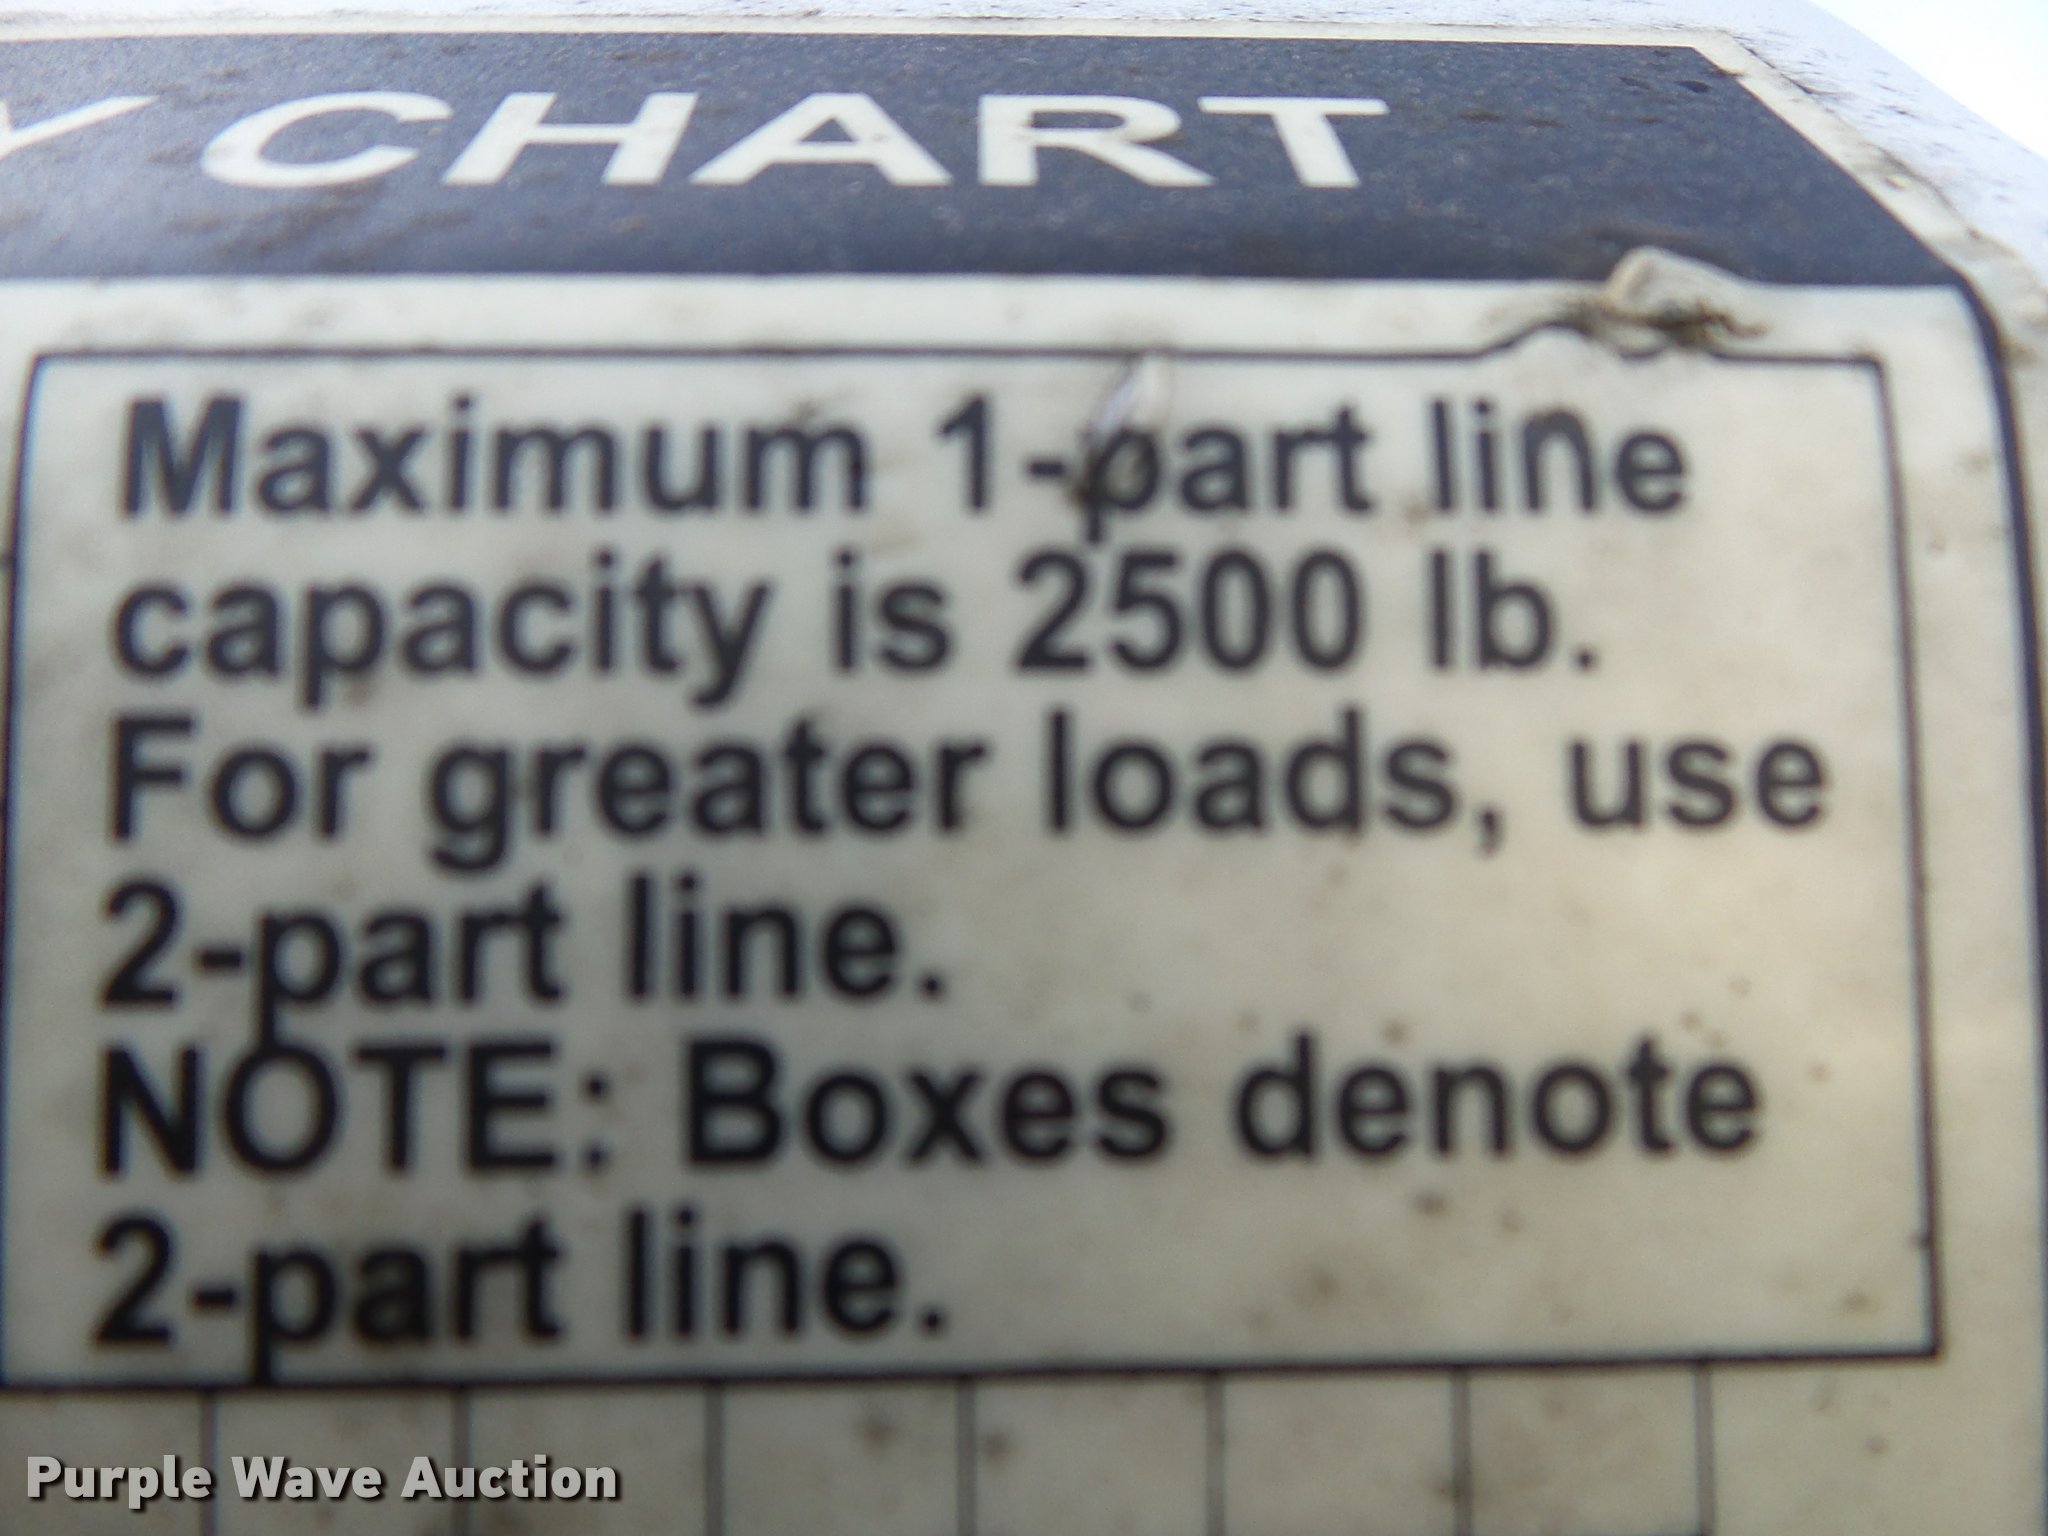 Y CHART
Maximum 1-part line
capacity is 2500 lb.
For greater loads, use
2-part line.
NOTE: Boxes denote
2-part line.
Purple Wave Auction